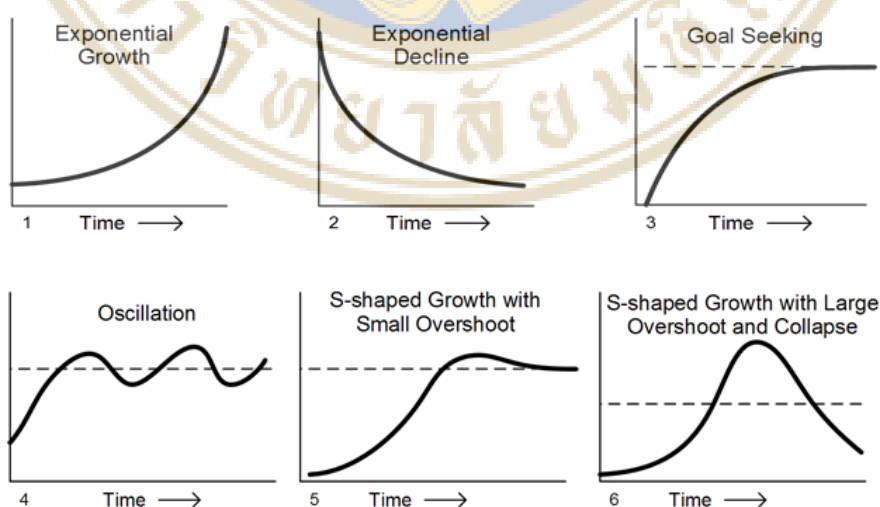 Exponential
Growth
1 Time
Exponential
Decline
2 Time
Goal Seeking
3 Time
Oscillation
4 Time
S-shaped Growth with
Small Overshoot
5 Time
S-shaped Growth with Large
Overshoot and Collapse
6 Time